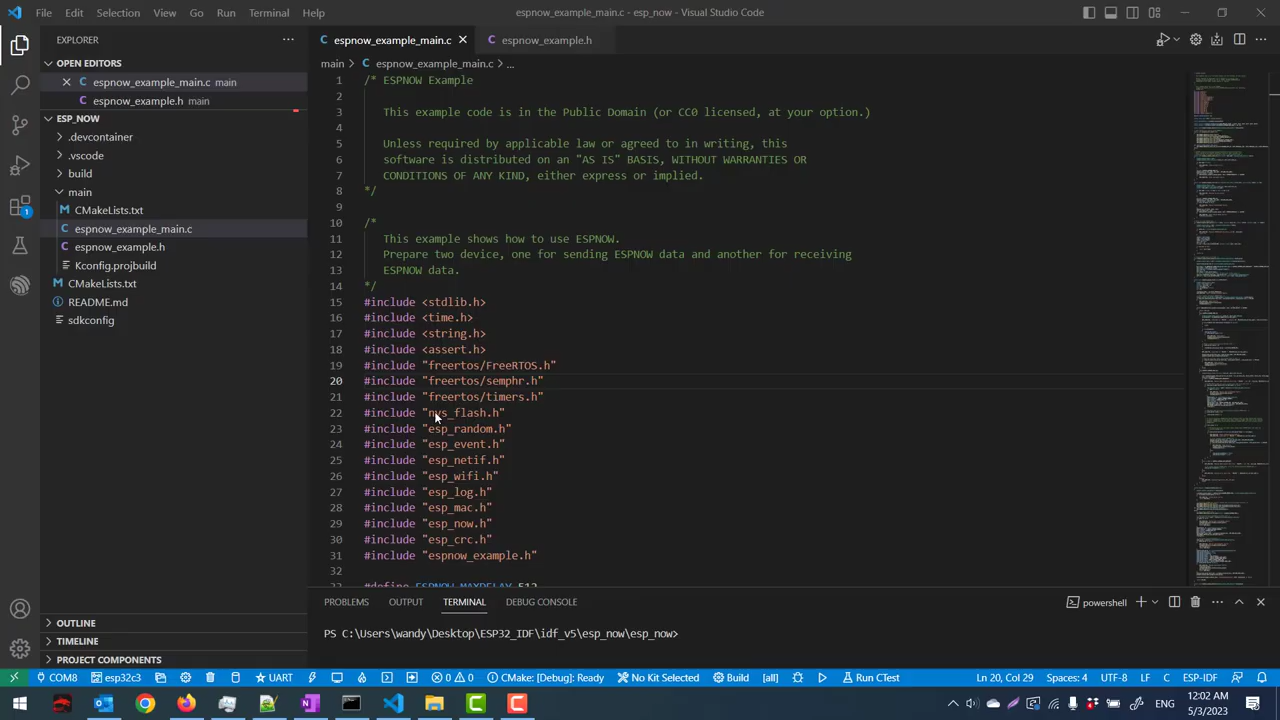 File Edit Selection View Go Run Terminal Help
espnow_example_main.c - esp_now - Visual Studio Code
EXPLORER
OPEN EDITORS
espnow_example_main.c main
espnow_example.h main
ESP_NOW
.devcontainer
.vscode
build
main
CMakeLists.txt
espnow_example_main.c
espnow_example.h
Kconfig.projbuild
CMakeLists.txt
README.md
sdkconfig
OUTLINE
TIMELINE
PROJECT COMPONENTS
espnow_example_main.c
espnow_example.h
main > espnow_example_main.c > ...
1 /* ESPNOW Example
2
3 This example code is in the Public Domain (or CC0 licensed, at your option.)
4
5 Unless required by applicable law or agreed to in writing, this
6 software is distributed on an "AS IS" BASIS, WITHOUT WARRANTIES OR
7 CONDITIONS OF ANY KIND, either express or implied.
8 */
9
10 /*
11 This example shows how to use ESPNOW.
12 Prepare two device, one for sending ESPNOW data and another for receiving
13 ESPNOW data.
14 */
15 #include <stdlib.h>
16 #include <time.h>
17 #include <string.h>
18 #include <assert.h>
19 #include "freertos/FreeRTOS.h"
20 #include "freertos/semphr.h"
21 #include "freertos/timers.h"
22 #include "nvs_flash.h"
23 #include "esp_random.h"
24 #include "esp_event.h"
25 #include "esp_netif.h"
26 #include "esp_wifi.h"
27 #include "esp_log.h"
28 #include "esp_mac.h"
29 #include "esp_now.h"
30 #include "esp_crc.h"
31 #include "espnow_example.h"
32
33 #define ESPNOW_MAXDELAY
PROBLEMS OUTPUT TERMINAL DEBUG CONSOLE
powershell
PS C:\Users\wandy\Desktop\ESP32_IDF\idf_v5\esp_now\esp_now>
COM8 esp32c3 UART 0 0 CMake: [Debug]: Ready No Kit Selected Build [all] Run CTest
Ln 20, Col 29 Spaces: 4 UTF-8 LF C ESP-IDF
ENG
12:02 AM
5/3/2023